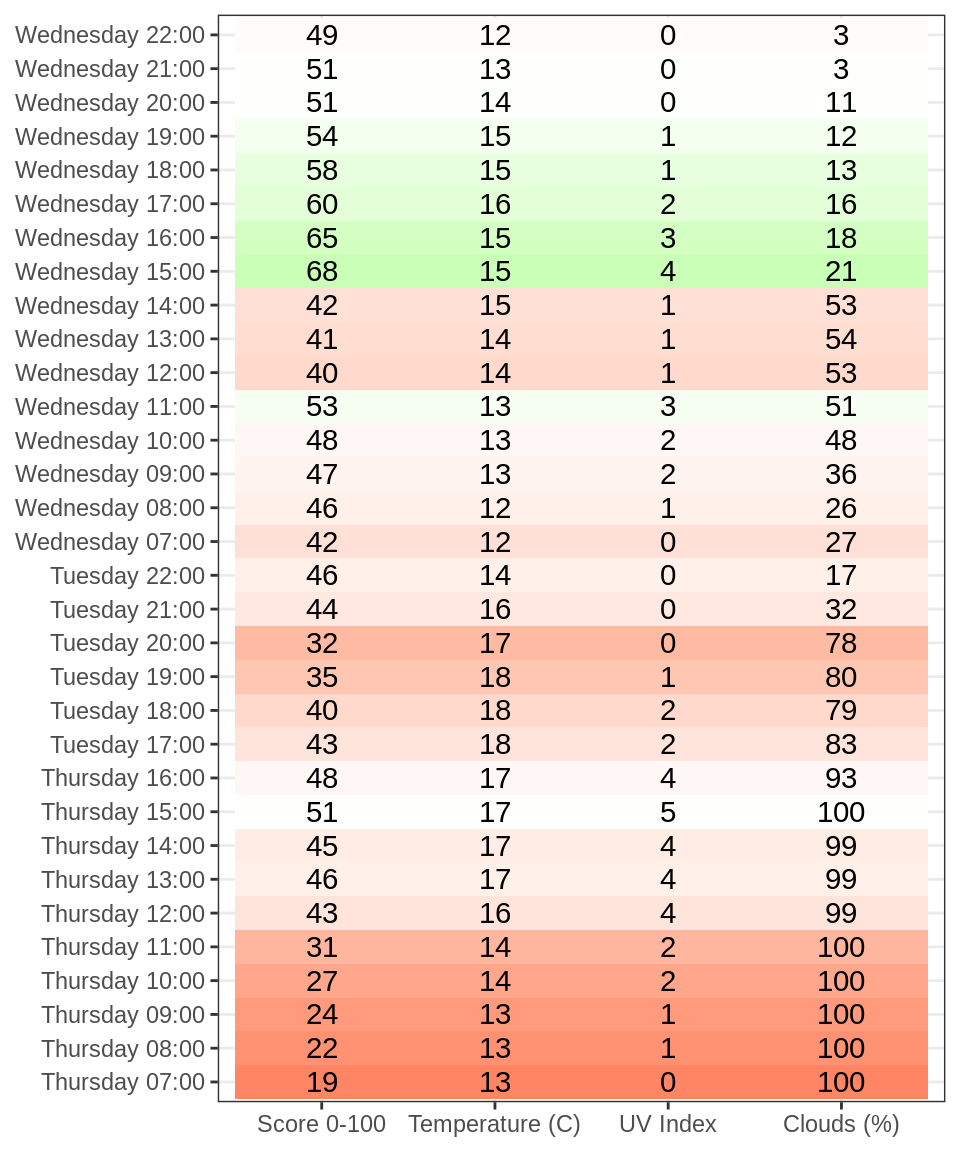 Wednesday 22:00 49 12 0 3
Wednesday 21:00 51 13 0 3
Wednesday 20:00 51 14 0 11
Wednesday 19:00 54 15 1 12
Wednesday 18:00 58 15 1 13
Wednesday 17:00 60 16 2 16
Wednesday 16:00 65 15 3 18
Wednesday 15:00 68 15 4 21
Wednesday 14:00 42 15 1 53
Wednesday 13:00 41 14 1 54
Wednesday 12:00 40 14 1 53
Wednesday 11:00 53 13 3 51
Wednesday 10:00 48 13 2 48
Wednesday 09:00 47 13 2 36
Wednesday 08:00 46 12 1 26
Wednesday 07:00 42 12 0 27
Tuesday 22:00 46 14 0 17
Tuesday 21:00 44 16 0 32
Tuesday 20:00 32 17 0 78
Tuesday 19:00 35 18 1 80
Tuesday 18:00 40 18 2 79
Tuesday 17:00 43 18 2 83
Thursday 16:00 48 17 4 93
Thursday 15:00 51 17 5 100
Thursday 14:00 45 17 4 99
Thursday 13:00 46 17 4 99
Thursday 12:00 43 16 4 99
Thursday 11:00 31 14 2 100
Thursday 10:00 27 14 2 100
Thursday 09:00 24 13 1 100
Thursday 08:00 22 13 1 100
Thursday 07:00 19 13 0 100
Score 0-100 Temperature (C) UV Index Clouds (%)